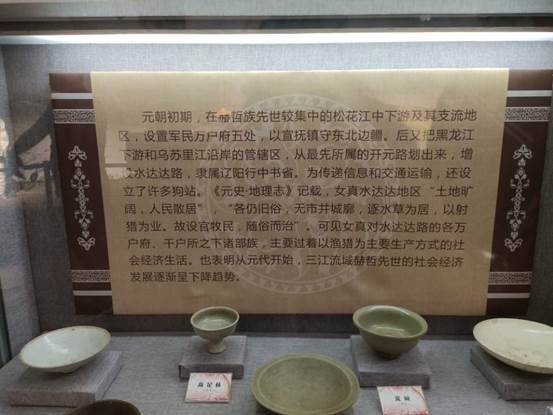 元朝初期，在赫哲族先世较集中的松花江中下游及其支流地
区，设置军民万户府五处，以宣抚镇守东北边疆。后又把黑龙江
下游和乌苏里江沿岸的管辖区，从最先所属的开元路划出来，增
水达达路，隶属辽阳行中书省。为传递信息和交通运输，还设
立了许多狗站。《元史·地理志》记载，女真水达达地区“土地旷
阔，人民散居”，“各仍旧俗，无市井城廓，逐水草为居，以射
猎为业。故设官牧民，随俗而治”。可见女真水达达路的各万
户府、千户所之下诸部族，主要过着以渔猎为主要生产方式的社
会经济生活。也表明从元代开始，三江流域赫哲先世的社会经济
发展逐渐呈下降趋势。
高足杯
瓷碗